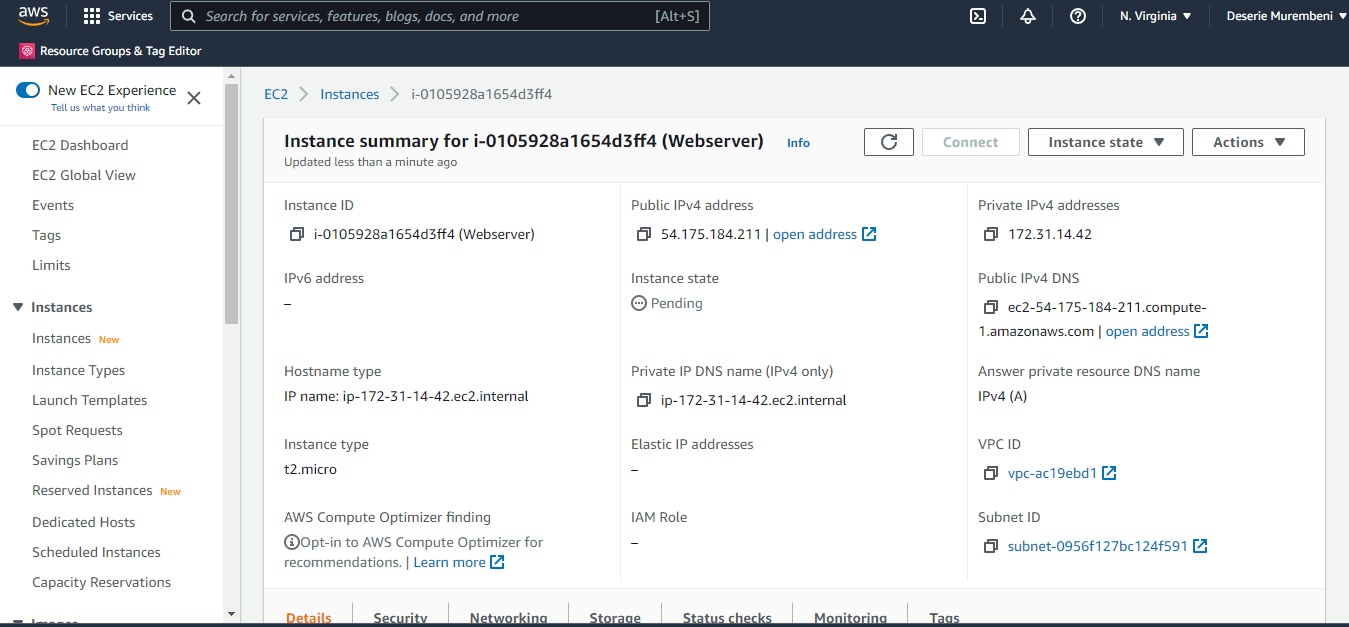 aws
Services
Search for services, features, blogs, docs, and more
[Alt+S]
N. Virginia
Deserie Murembeni
Resource Groups & Tag Editor
New EC2 Experience
Tell us what you think
EC2 Dashboard
EC2 Global View
Events
Tags
Limits
Instances
Instances New
Instance Types
Launch Templates
Spot Requests
Savings Plans
Reserved Instances New
Dedicated Hosts
Scheduled Instances
Capacity Reservations
Images
EC2
Instances
i-0105928a1654d3ff4
Instance summary for i-0105928a1654d3ff4 (Webserver) Info
Updated less than a minute ago
Connect
Instance state
Actions
Instance ID
i-0105928a1654d3ff4 (Webserver)
Public IPv4 address
54.175.184.211 | open address
Private IPv4 addresses
172.31.14.42
IPv6 address
–
Instance state
Pending
Public IPv4 DNS
ec2-54-175-184-211.compute-
1.amazonaws.com | open address
Hostname type
IP name: ip-172-31-14-42.ec2.internal
Private IP DNS name (IPv4 only)
ip-172-31-14-42.ec2.internal
Answer private resource DNS name
IPv4 (A)
Instance type
t2.micro
Elastic IP addresses
–
VPC ID
vpc-ac19ebd1
AWS Compute Optimizer finding
Opt-in to AWS Compute Optimizer for
recommendations. | Learn more
IAM Role
–
Subnet ID
subnet-0956f127bc124f591
Details
Security
Networking
Storage
Status checks
Monitoring
Tags